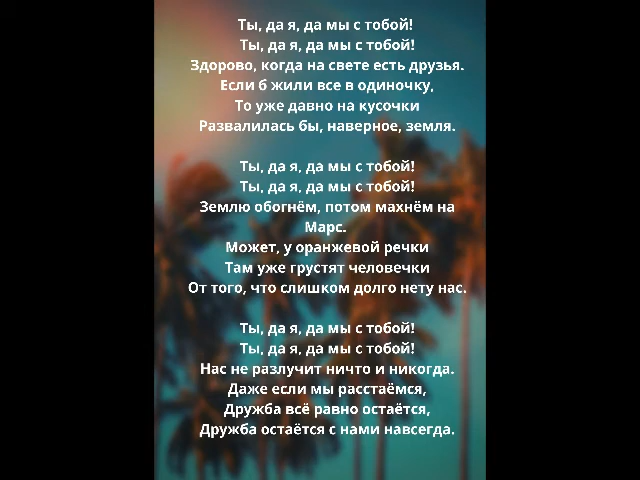 Ты, да я, да мы с тобой!
Ты, да я, да мы с тобой!
Здорово, когда на свете есть друзья.
Если б жили все в одиночку,
То уже давно на кусочки
Развалилась бы, наверное, земля.
Ты, да я, да мы с тобой!
Ты, да я, да мы с тобой!
Землю обогнём, потом махнём на
Марс.
Может, у оранжевой речки
Там уже грустят человечки
От того, что слишком долго нету нас.
Ты, да я, да мы с тобой!
Ты, да я, да мы с тобой!
Нас не разлучит ничто и никогда.
Даже если мы расстаёмся,
Дружба всё равно остаётся,
Дружба остаётся с нами навсегда.